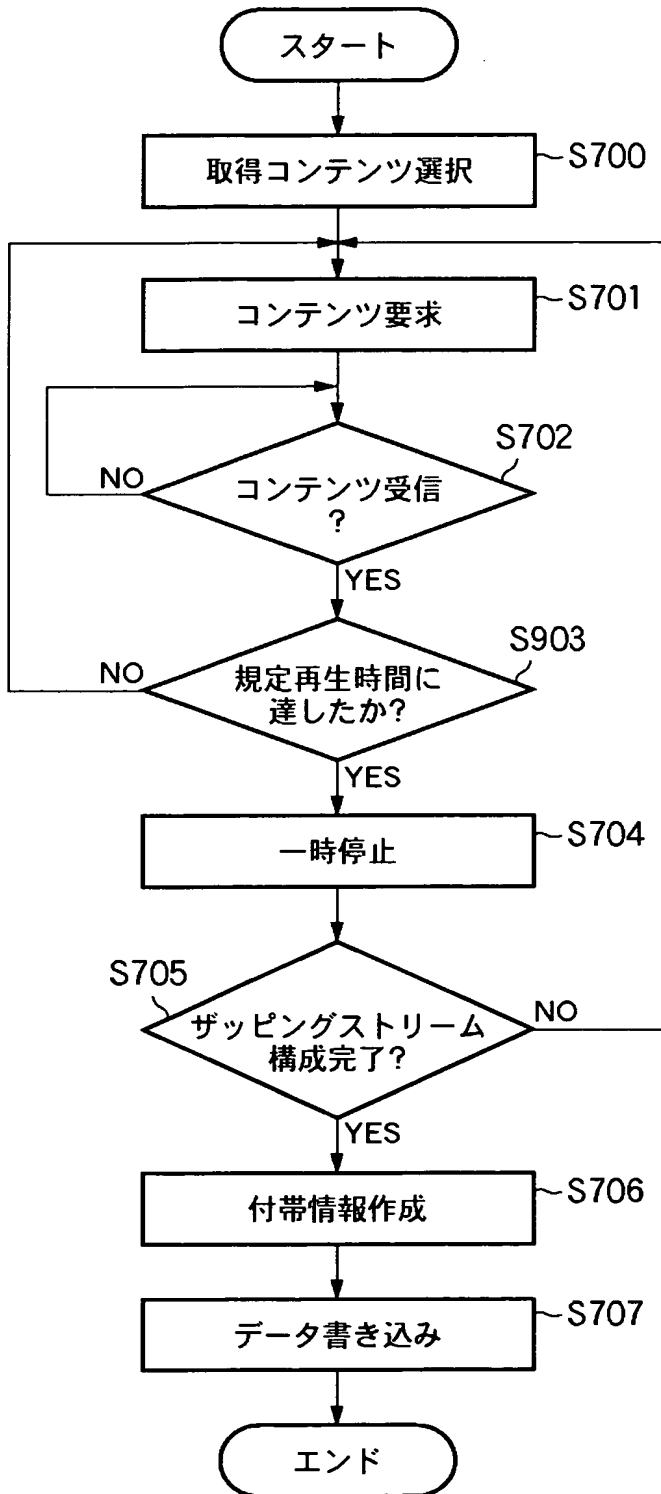 スタート
取得コンテンツ選択
S700
コンテンツ要求
S701
S702
NO
コンテンツ受信
?
YES
S903
NO
規定再生時間に
達したか?
YES
一時停止
S704
S705
ザッピングストリーム
構成完了?
NO
YES
付帯情報作成
S706
データ書き込み
S707
エンド